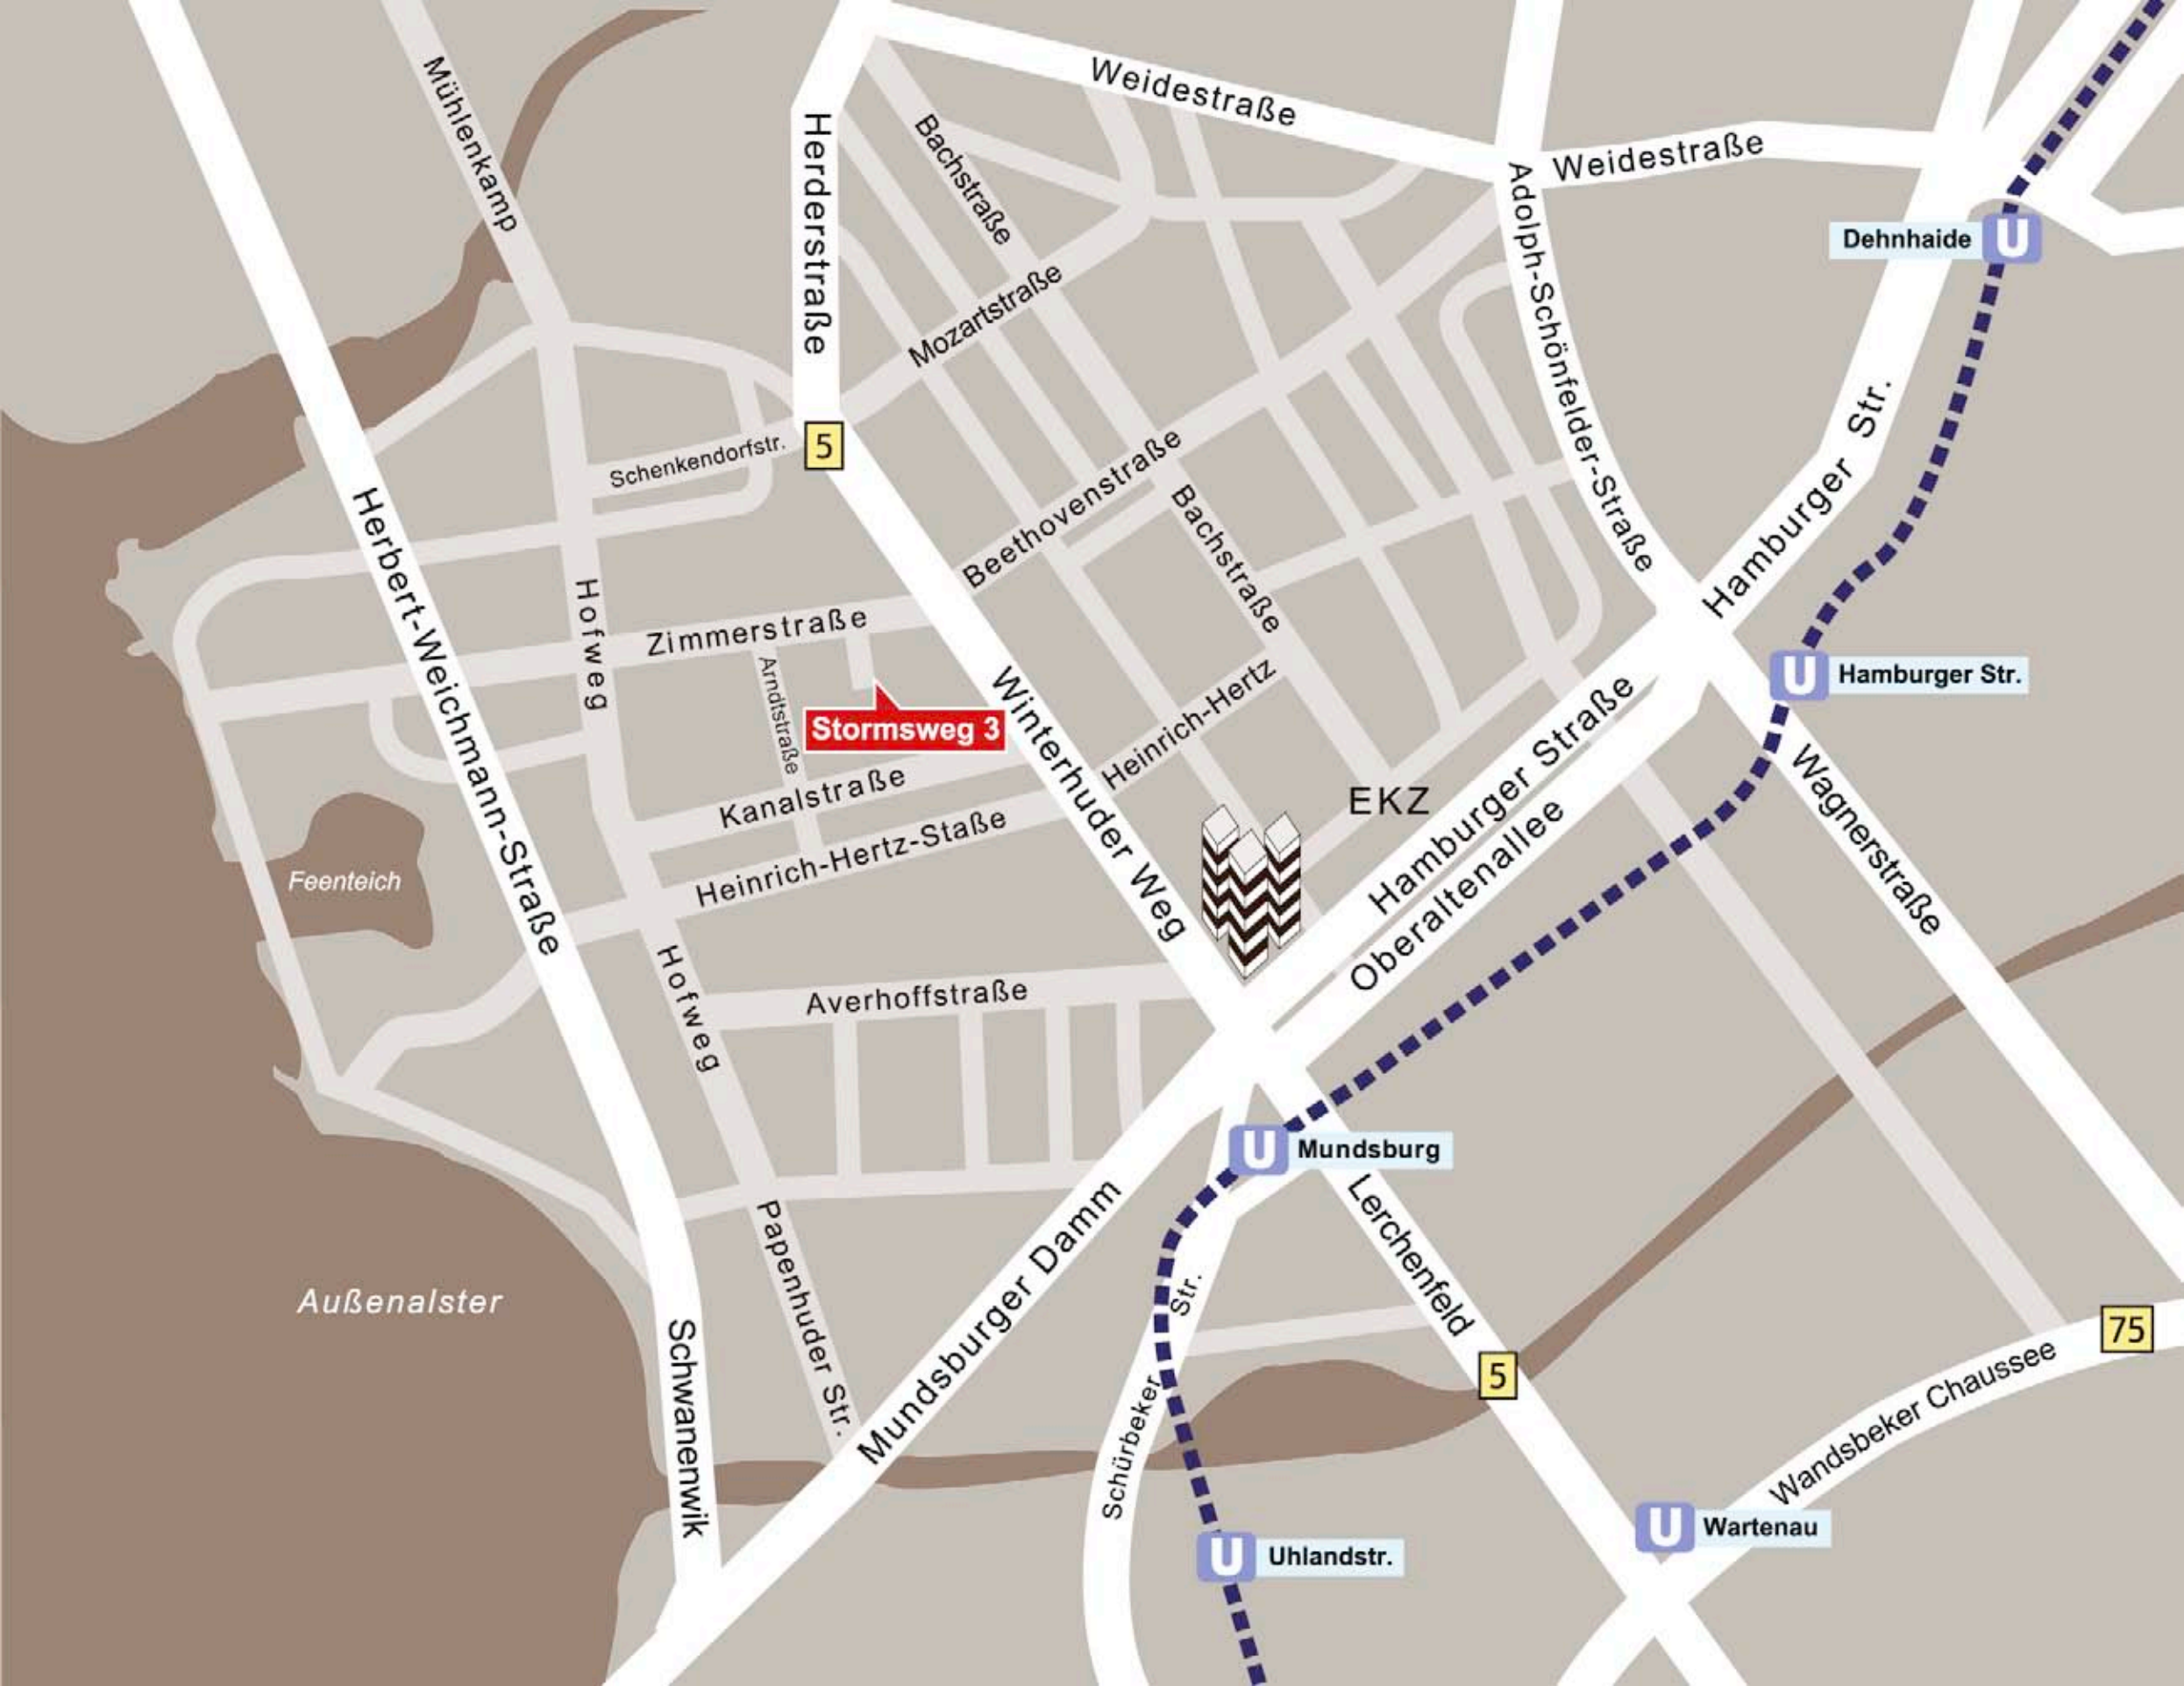 Weidestraße
Mühlenkamp
Herderstraße
Bachstraße
Weidestraße
Adolph-Schönfelder-Straße
Dehnhaide
U
Mozartstraße
Hamburger Str.
5
Schenkendorfstr.
Beethovenstraße
Bachstraße
Herbert-Weichmann-Straße
Hofweg
Zimmerstraße
Arndtstraße
Stormsweg 3
Winterhuder Weg
Heinrich-Hertz
U
Hamburger Str.
Kanalstraße
EKZ
Hamburger Straße
Oberaltenallee
Wagnerstraße
Heinrich-Hertz-Staße
Feenteich
Hofweg
Averhoffstraße
U
Mundsburg
Papenhuder Str.
Mundsburger Damm
Lerchenfeld
Außenalster
Schwanenwik
Schürbeker Str.
5
75
Wandsbeker Chaussee
U
Wartenau
U
Uhlandstr.